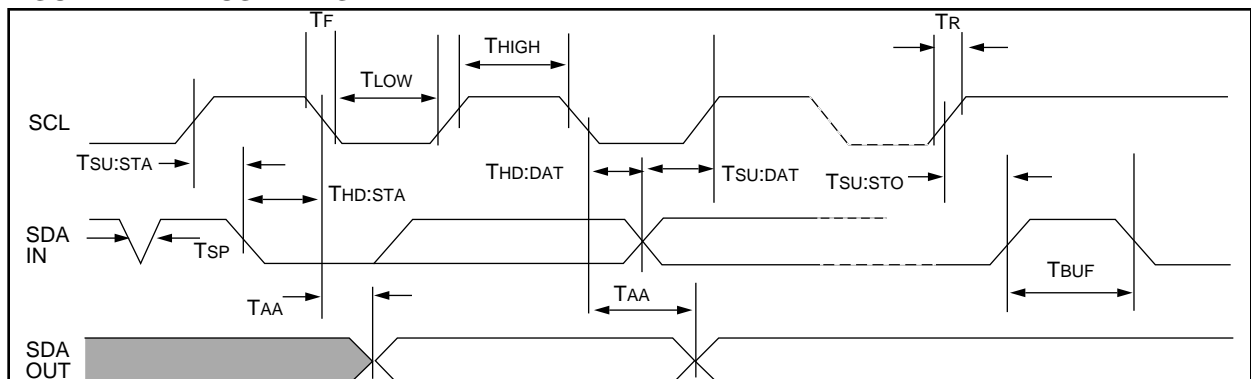 TF
TR
THIGH
TLOW
SCL
TSU:STA
THD:STA
THD:DAT
TSU:DAT
TSU:STO
SDA
IN
TSP
TBUF
TAA
TAA
SDA
OUT